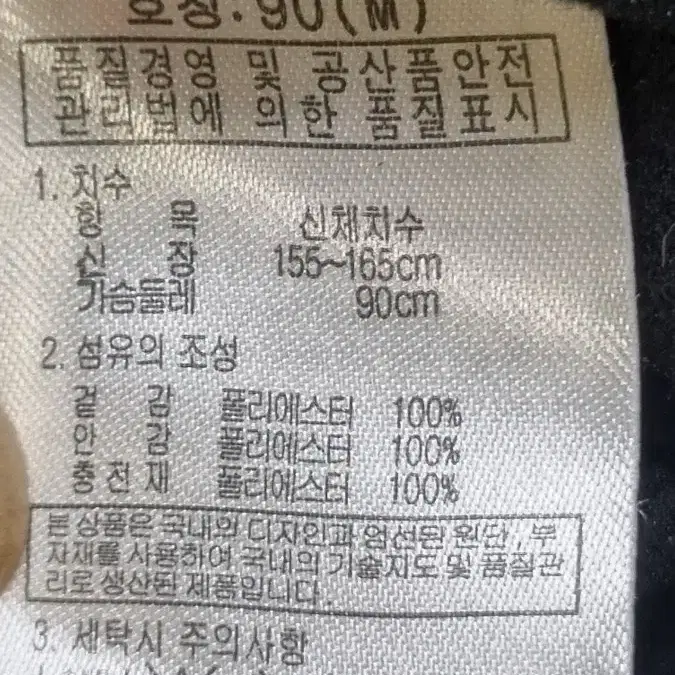 호칭:90(M)
품질경영 및 공산품안전
관리법에 의한 품질표시
1. 치수
항 목 신체치수
신 장 155~165cm
가슴둘레 90cm
2. 섬유의 조성
겉 감 폴리에스터 100%
안 감 폴리에스터 100%
충전재 폴리에스터 100%
본상품은 국내의 디자인과 엄선된 원단, 부
자재를 사용하여 국내의 기술지도 및 품질관
리로 생산된 제품입니다.
3. 세탁시 주의사항